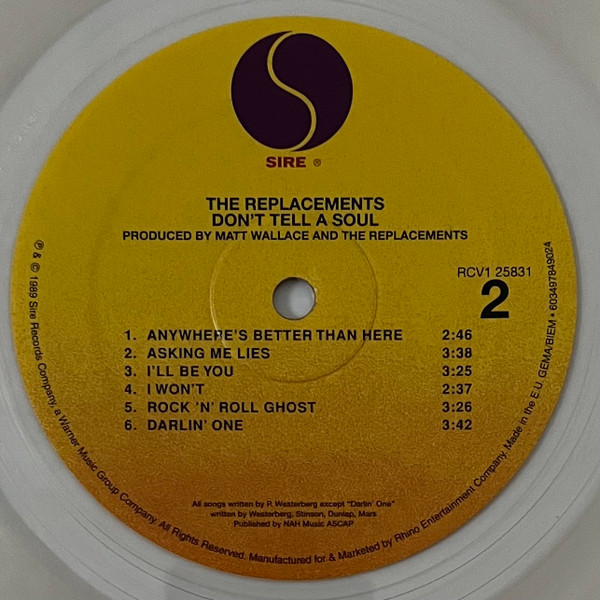 SIRE ®
THE REPLACEMENTS
DON'T TELL A SOUL
PRODUCED BY MATT WALLACE AND THE REPLACEMENTS
RCV1 25831
2
1. ANYWHERE'S BETTER THAN HERE 2:46
2. ASKING ME LIES 3:38
3. I'LL BE YOU 3:25
4. I WON'T 2:37
5. ROCK 'N' ROLL GHOST 3:26
6. DARLIN' ONE 3:42
All songs written by P. Westerberg except "Darlin' One"
written by Westerberg, Stinson, Dunlap, Mars
Published by NAH Music ASCAP
℗ & © 1989 Sire Records Company, a Warner Music Group Company. All Rights Reserved. Manufactured for & Marketed by Rhino Entertainment Company. Made in the E.U. GEMA/BIEM • 603497849024